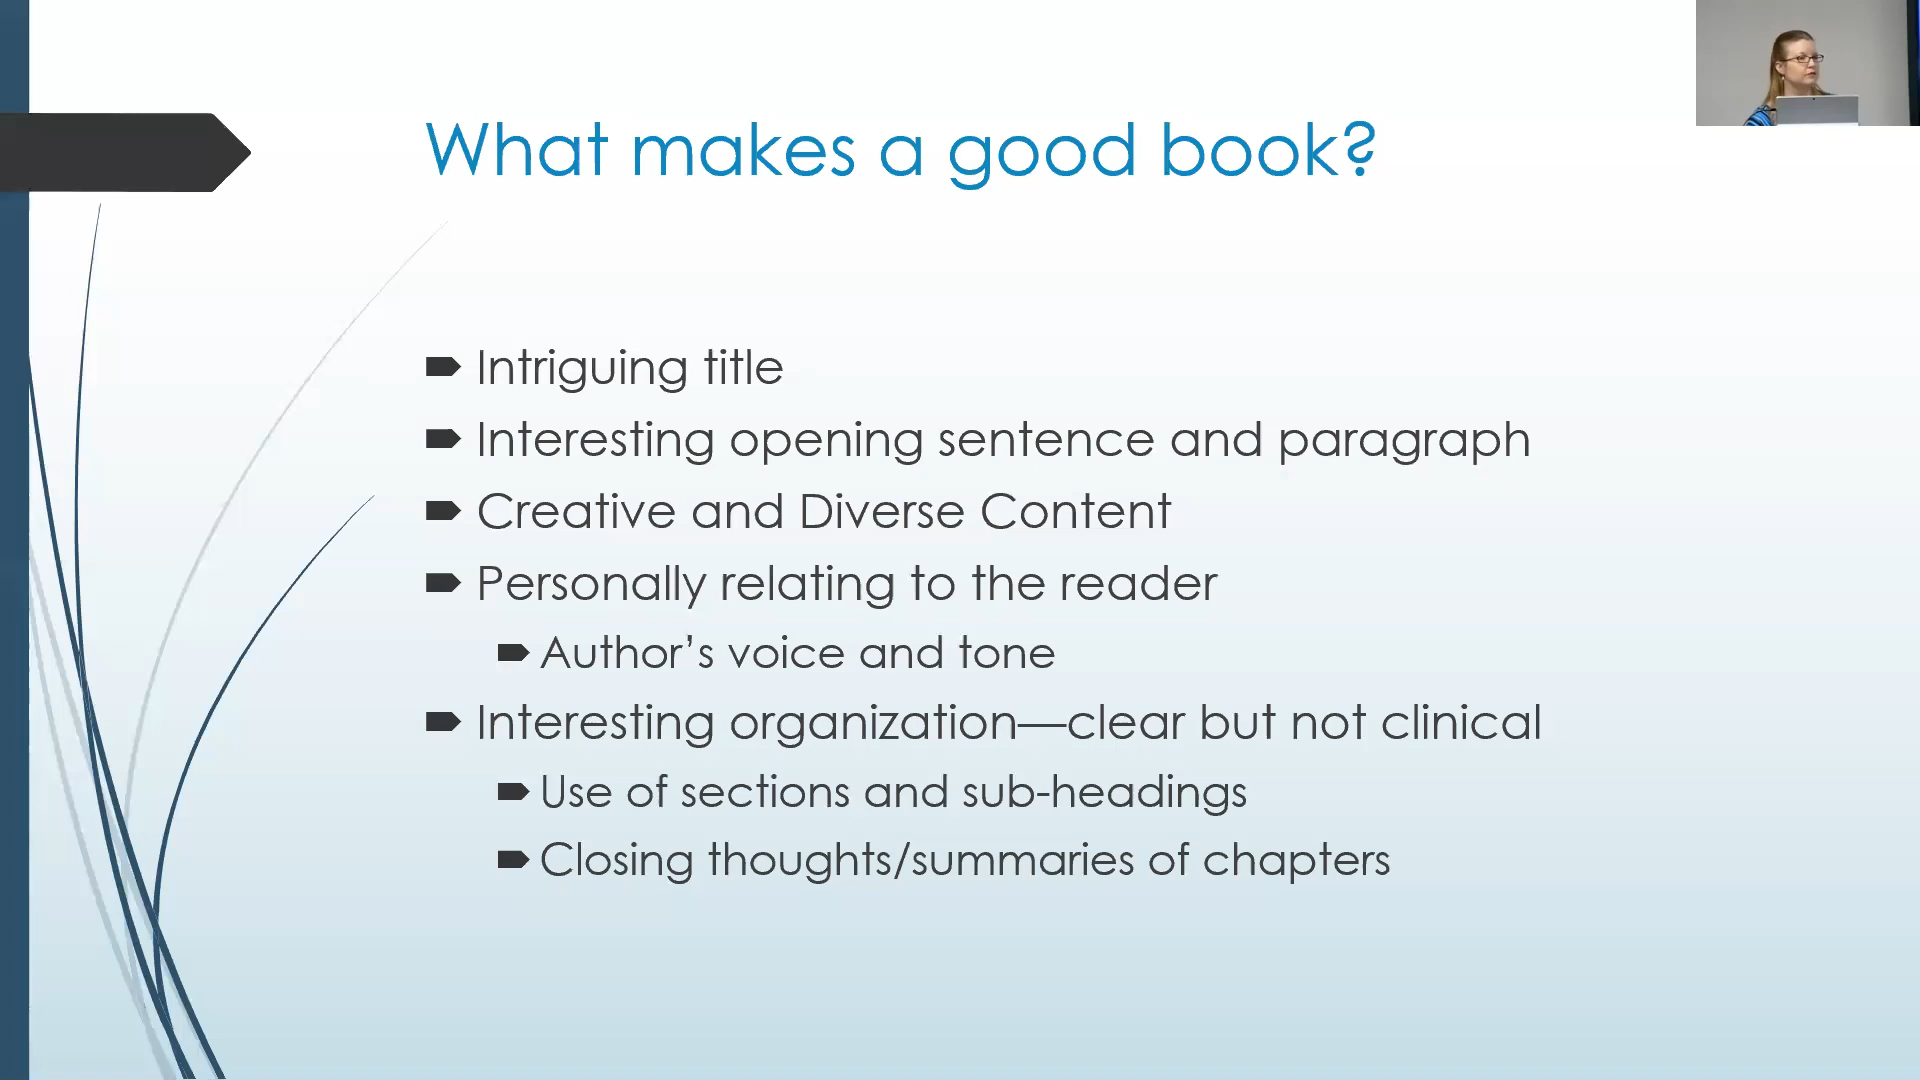 What makes a good book?
Intriguing title
Interesting opening sentence and paragraph
Creative and Diverse Content
Personally relating to the reader
Author’s voice and tone
Interesting organization—clear but not clinical
Use of sections and sub-headings
Closing thoughts/summaries of chapters